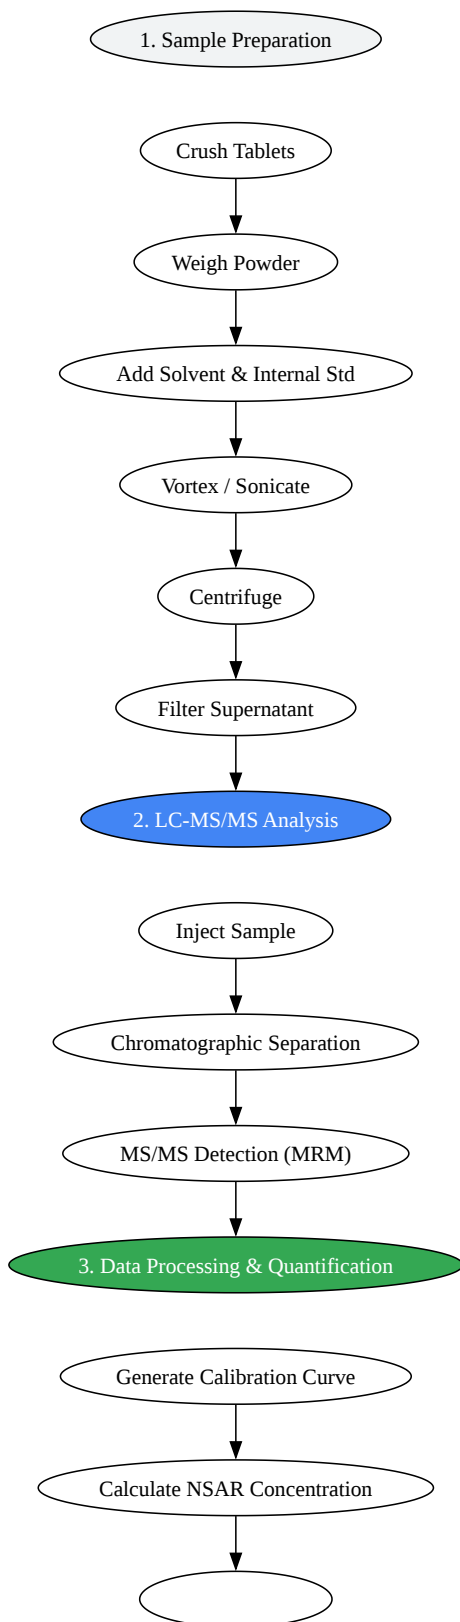 1. Sample Preparation
Crush Tablets
Weigh Powder
Add Solvent & Internal Std
Vortex / Sonicate
Centrifuge
Filter Supernatant
2. LC-MS/MS Analysis
Inject Sample
Chromatographic Separation
MS/MS Detection (MRM)
3. Data Processing & Quantification
Generate Calibration Curve
Calculate NSAR Concentration